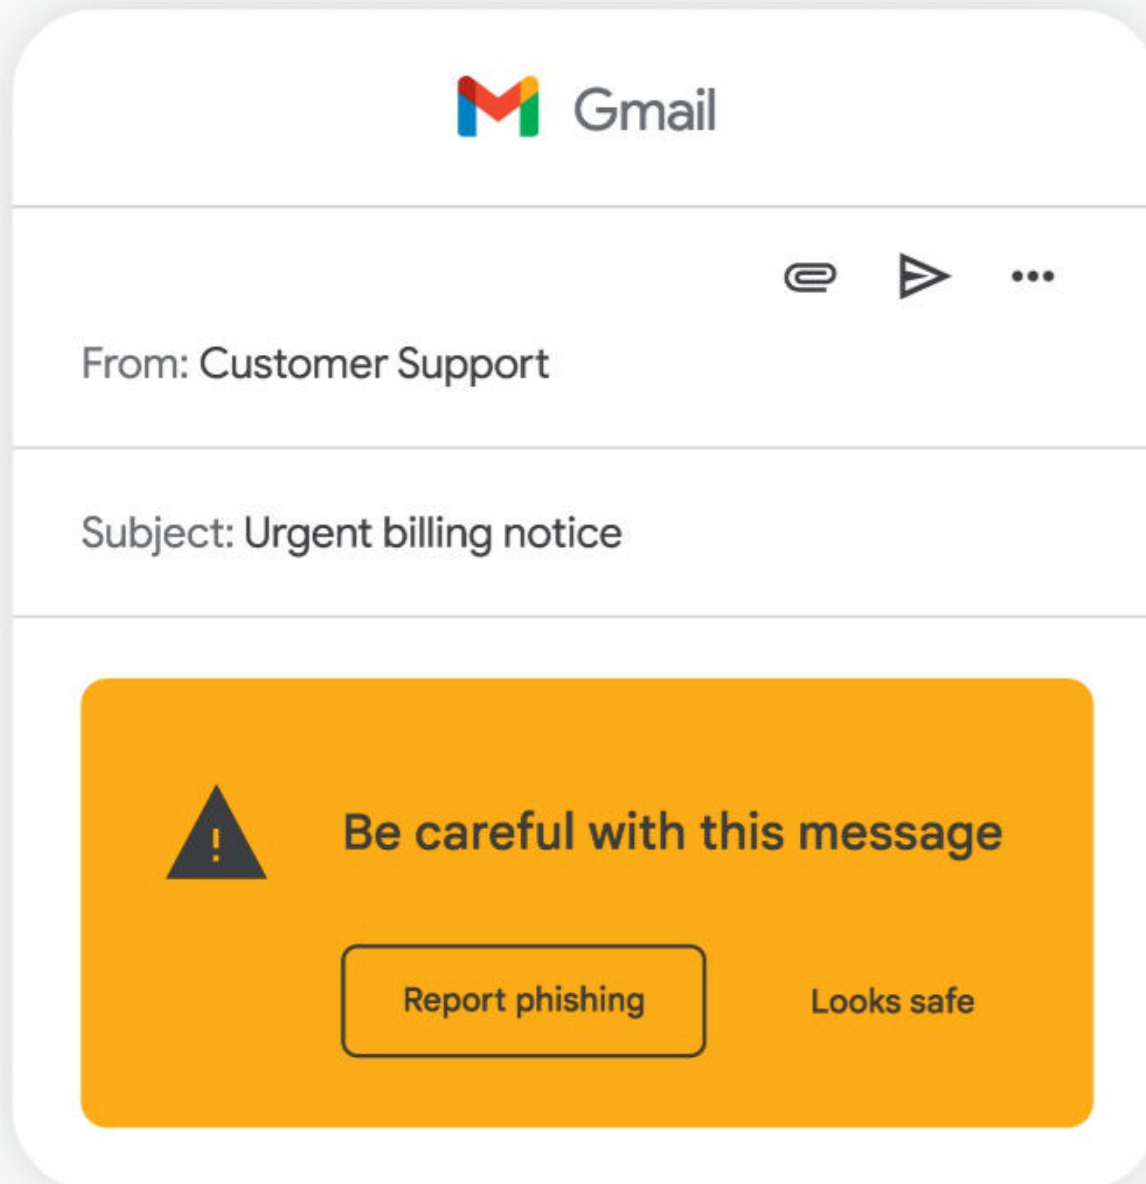 Gmail
From: Customer Support
Subject: Urgent billing notice
! Be careful with this message
Report phishing Looks safe